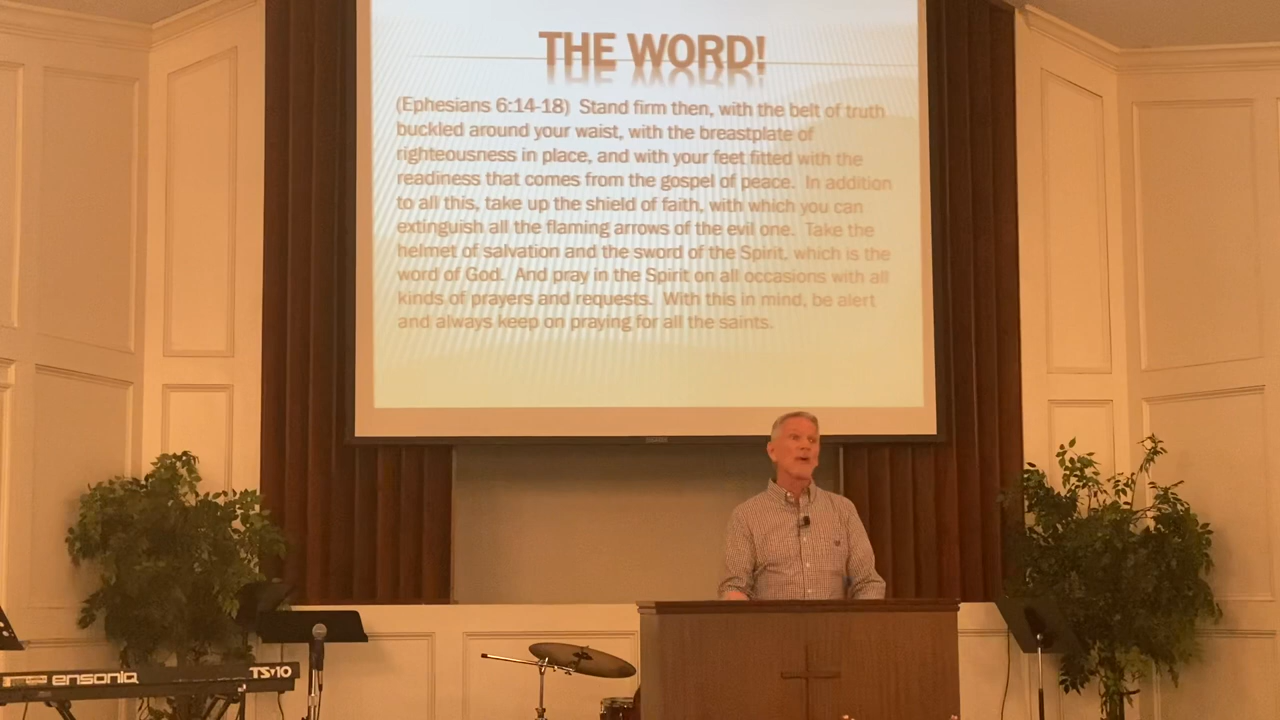 THE WORD!
(Ephesians 6:14-18) Stand firm then, with the belt of truth
buckled around your waist, with the breastplate of
righteousness in place, and with your feet fitted with the
readiness that comes from the gospel of peace. In addition
to all this, take up the shield of faith, with which you can
extinguish all the flaming arrows of the evil one. Take the
helmet of salvation and the sword of the Spirit, which is the
word of God. And pray in the Spirit on all occasions with all
kinds of prayers and requests. With this in mind, be alert
and always keep on praying for all the saints.
ensoniq
TS-10